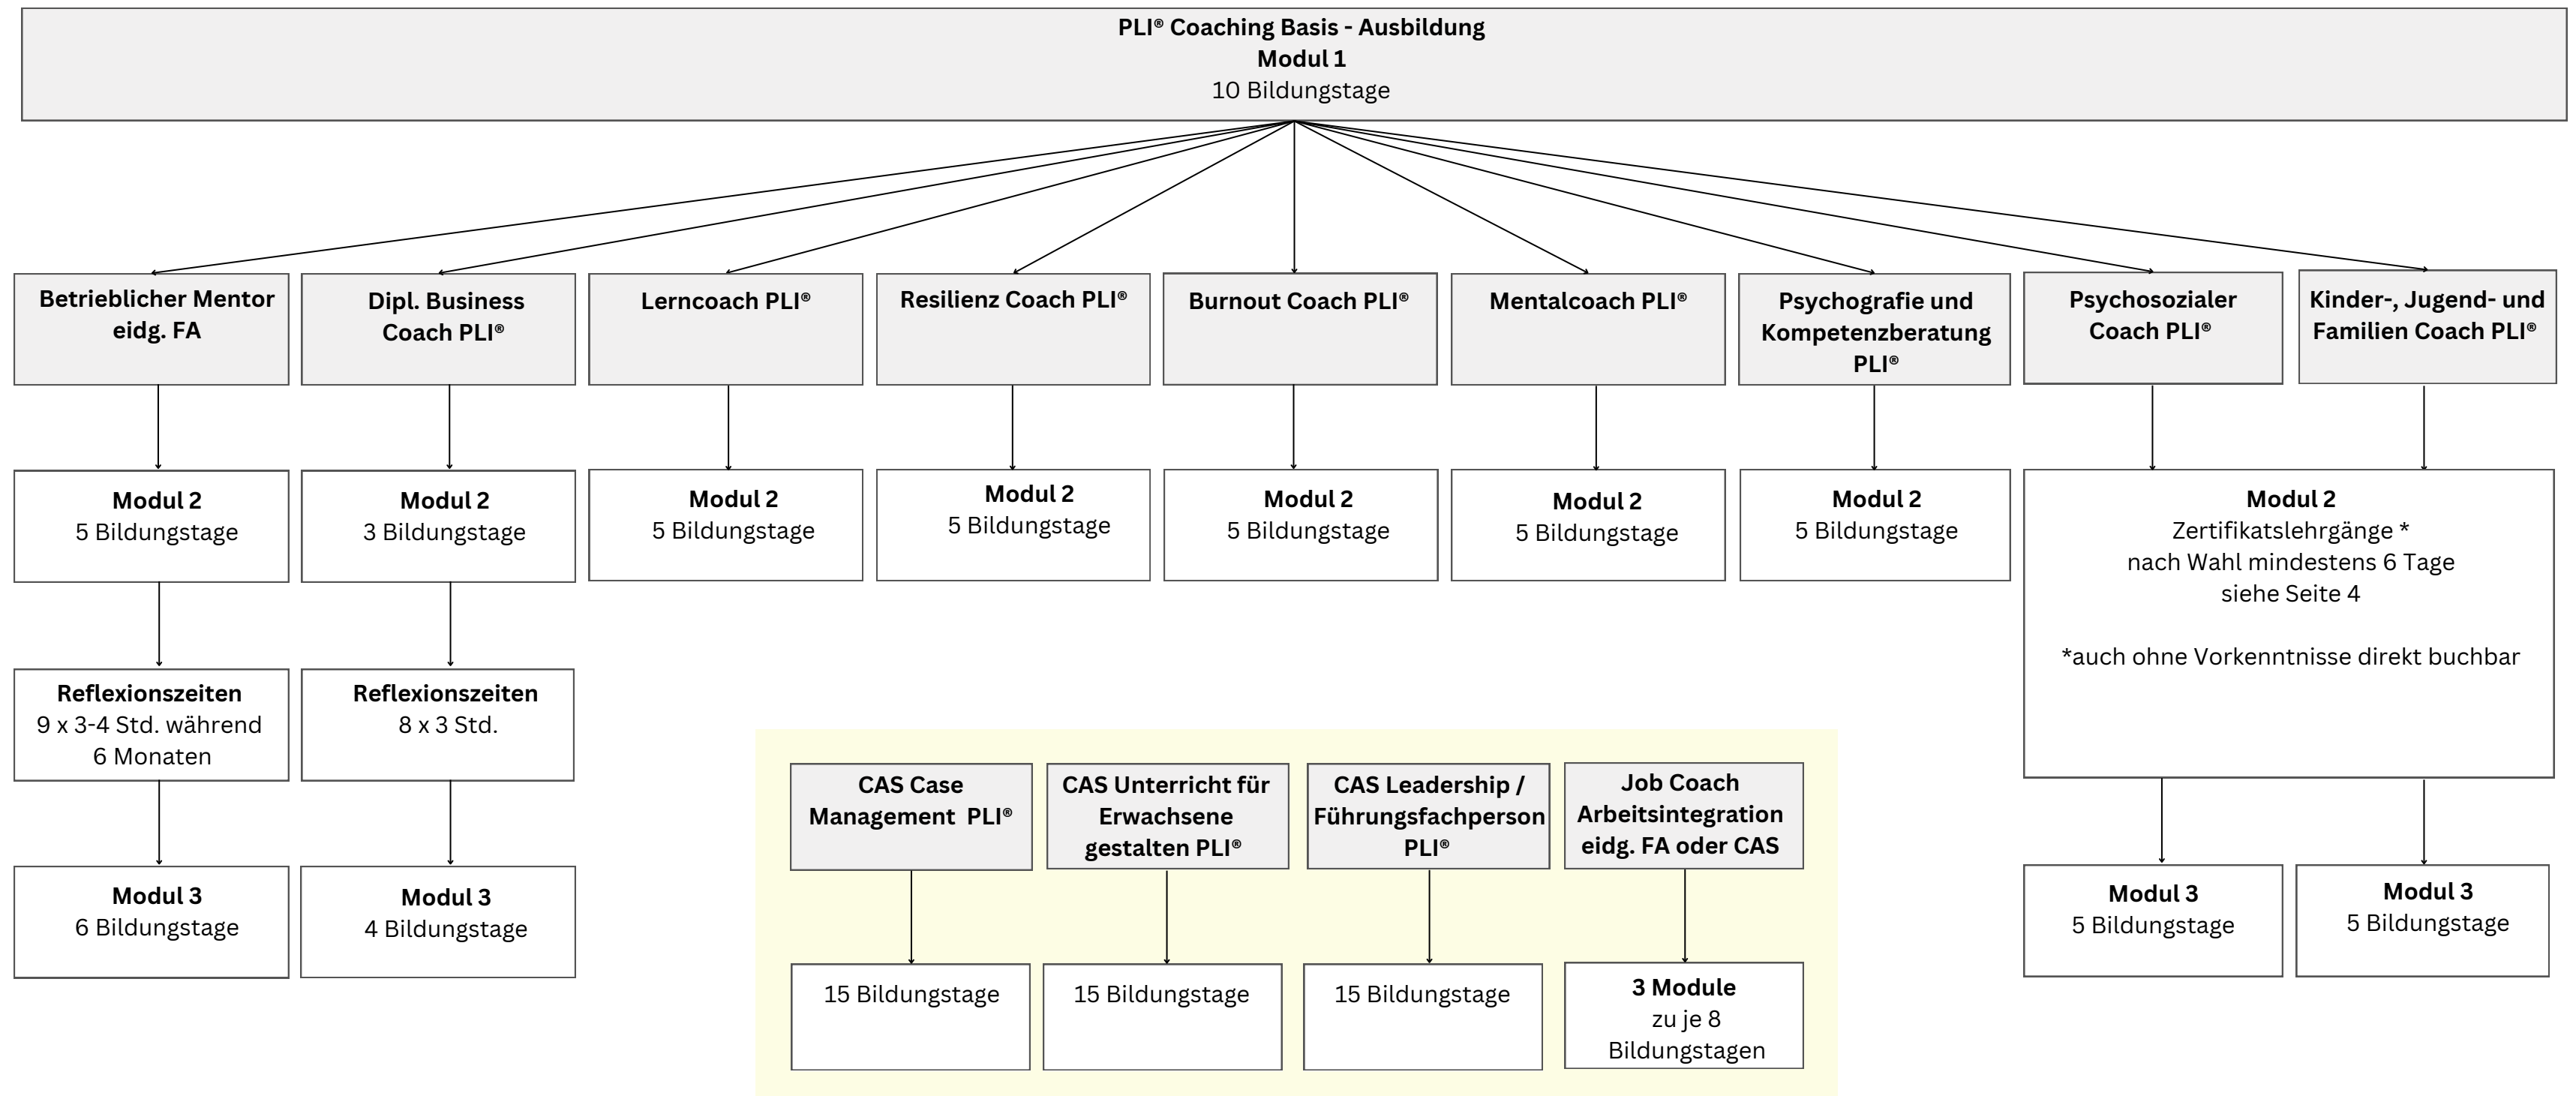 PLI® Coaching Basis - Ausbildung
Modul 1
10 Bildungstage
Betrieblicher Mentor
eidg. FA
Dipl. Business
Coach PLI®
Lerncoach PLI®
Resilienz Coach PLI®
Burnout Coach PLI®
Mentalcoach PLI®
Psychografie und
Kompetenzberatung
PLI®
Psychosozialer
Coach PLI®
Kinder-, Jugend- und
Familien Coach PLI®
Modul 2
5 Bildungstage
Modul 2
3 Bildungstage
Modul 2
5 Bildungstage
Modul 2
5 Bildungstage
Modul 2
5 Bildungstage
Modul 2
5 Bildungstage
Modul 2
5 Bildungstage
Modul 2
Zertifikatslehrgänge *
nach Wahl mindestens 6 Tage
siehe Seite 4
*auch ohne Vorkenntnisse direkt buchbar
Reflexionszeiten
9 x 3-4 Std. während
6 Monaten
Reflexionszeiten
8 x 3 Std.
Modul 3
6 Bildungstage
Modul 3
4 Bildungstage
CAS Case
Management PLI®
CAS Unterricht für
Erwachsene
gestalten PLI®
CAS Leadership /
Führungsfachperson
PLI®
Job Coach
Arbeitsintegration
eidg. FA oder CAS
15 Bildungstage
15 Bildungstage
15 Bildungstage
3 Module
zu je 8
Bildungstagen
Modul 3
5 Bildungstage
Modul 3
5 Bildungstage